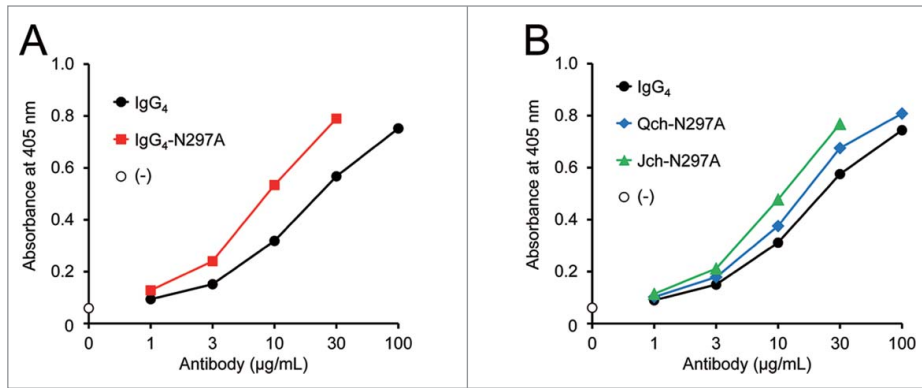 A
Absorbance at 405 nm
1.0
0.8
0.6
0.4
0.2
0
IgG₄
IgG₄-N297A
(-)
0 1 3 10 30 100
Antibody (µg/mL)
B
Absorbance at 405 nm
1.0
0.8
0.6
0.4
0.2
0
IgG₄
Qch-N297A
Jch-N297A
(-)
0 1 3 10 30 100
Antibody (µg/mL)